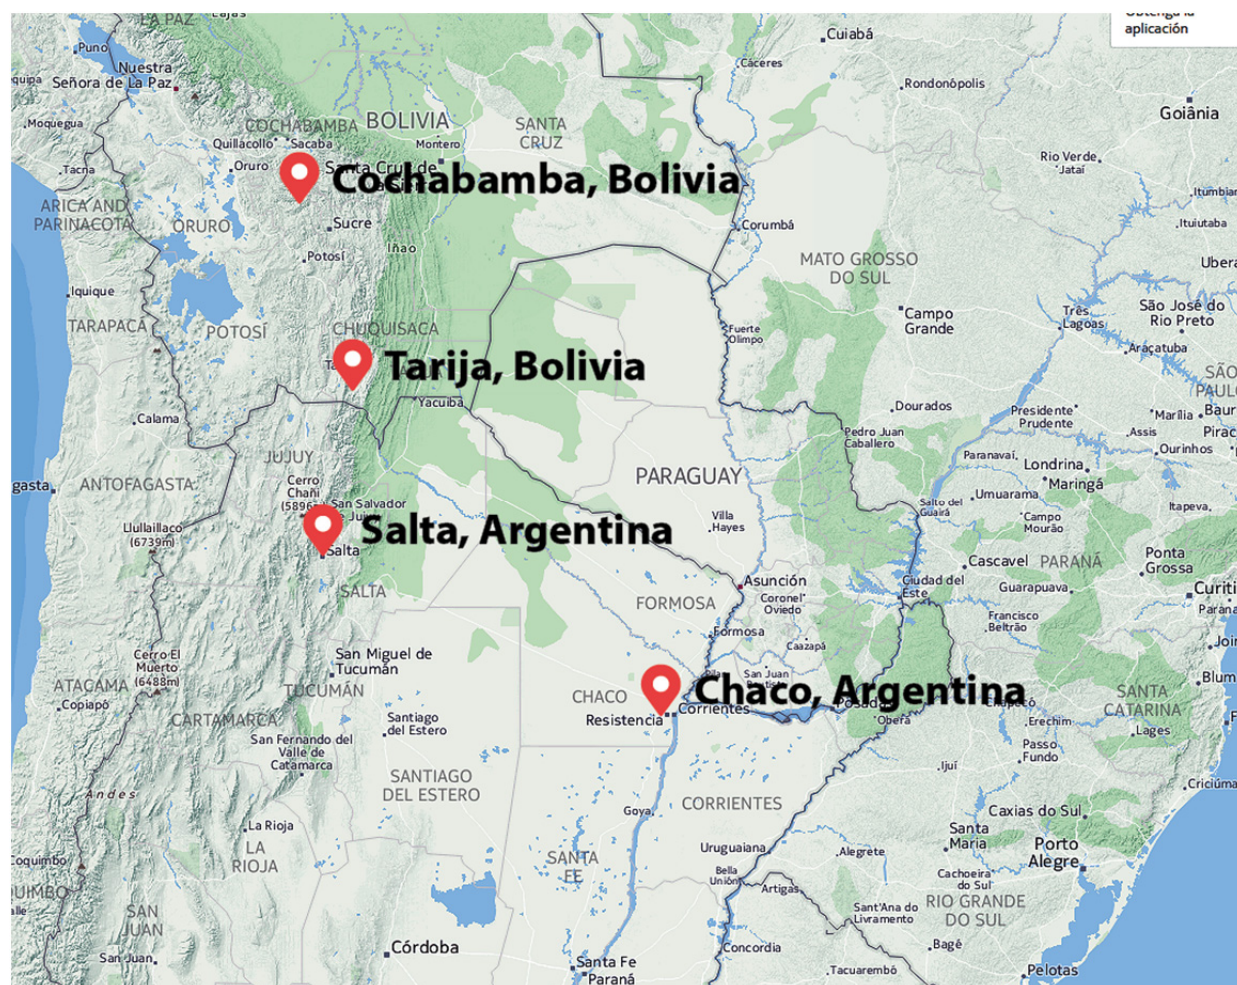 Obtenga la
aplicación
LA PAZ
Puno
Nuestra
Señora de La Paz
Moquegua
Tacna
ARICA AND
PARINACOTA
COCHABAMBA
Quillacollo
Sacaba
Oruro
BOLIVIA
Montero
SANTA
CRUZ
Cáceres
Cuiabá
Rondonópolis
Goiânia
Rio Verde
Jataí
Ituiutaba
Cochabamba, Bolivia
ORURO
Sucre
Potosí
Iñao
Corumbá
MATO GROSSO
DO SUL
Iquique
TARAPACÁ
POTOSÍ
CHUQUISACA
Fuerte
Olimpo
Campo
Grande
Três
Lagoas
São José do
Rio Preto
Araçatuba
Tarija, Bolivia
Yacuiba
Calama
Dourados
Presidente
Prudente
Marília
Assis
Ourinhos
Pedro Juan
Caballero
Paranavaí
Londrina
Maringá
JUJUY
ANTOFAGASTA
Cerro
Chañi
San Salvador
PARAGUAY
Villa
Hayes
Salto del
Guairá
Umuarama
Campo
Mourão
Itapeva
Llullaillaco
(6739m)
Salta, Argentina
Salta
SALTA
Asunción
Coronel
Oviedo
Ciudad del
Este
Cascavel
PARANÁ
Ponta
Grossa
Guarapuava
FORMOSA
Formosa
Caazapá
Francisco
Beltrão
Cerro El
Muerto
(6488m)
San Miguel de
Tucumán
TUCUMÁN
ATACAMA
Copiapó
CATAMARCA
San Fernando del
Valle de
Catamarca
Santiago
del Estero
CHACO
Resistencia
Corrientes
Chaco, Argentina
San Juan
Oberá
Erechim
SANTA
CATARINA
Lages
Passo
Fundo
Ijuí
Andes
SANTIAGO
DEL ESTERO
CORRIENTES
Goya
Criciúma
Caxias do Sul
La Rioja
LA
RIOJA
SANTA
FE
Uruguaiana
Bella
Unión
Artigas
Alegrete
Santa
Maria
Porto
Alegre
Cachoeira
do Sul
RIO GRANDE
DO SUL
Sant'Ana do
Livramento
Coquimbo
SAN
JUAN
San Juan
Córdoba
Santa Fe
Paraná
Concordia
Bagé
Tacuarembó
Pelotas